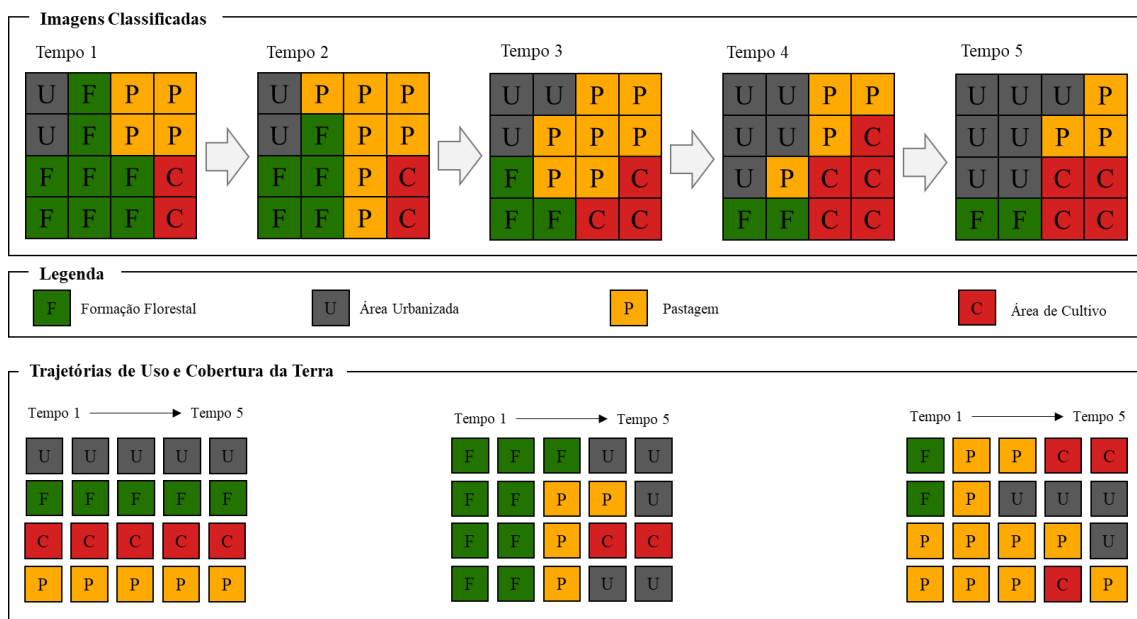 Imagens Classificadas
Tempo 1 Tempo 2 Tempo 3 Tempo 4 Tempo 5
U F P P U P P P U U P P U U P P U U U P
U F P P U F P P U P P P U U P C U U P P
F F F C F F P C F P P C U P C C U U C C
F F F C F F P C F F C C F F C C F F C C
Legenda
F Formação Florestal U Área Urbanizada P Pastagem C Área de Cultivo
Trajetórias de Uso e Cobertura da Terra
Tempo 1 Tempo 5 Tempo 1 Tempo 5 Tempo 1 Tempo 5
U U U U U F F F U U F P P C C
F F F F F F F P P U F P U U U
C C C C C F F P C C P P P P U
P P P P P F F P U U P P P C P